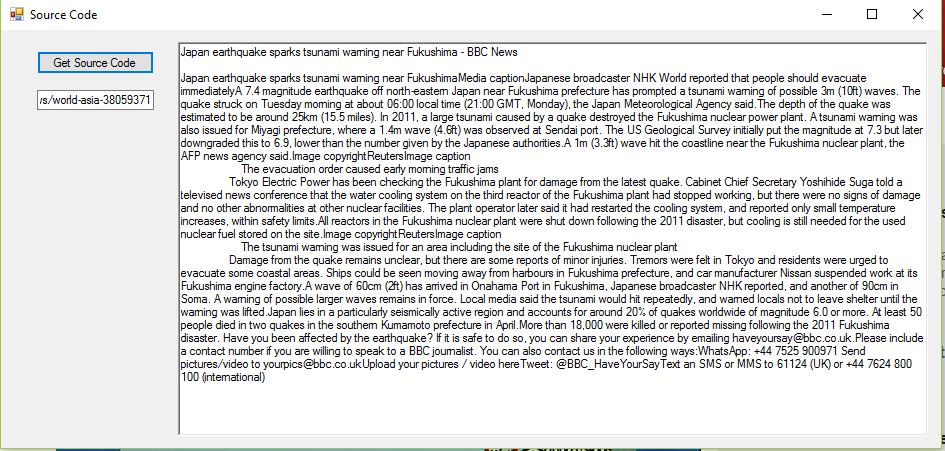 Source Code
Get Source Code
/s/world-asia-38059371
Japan earthquake sparks tsunami warning near Fukushima - BBC News
Japan earthquake sparks tsunami warning near FukushimaMedia captionJapanese broadcaster NHK World reported that people should evacuate
immediatelyA 7.4 magnitude earthquake off north-eastern Japan near Fukushima prefecture has prompted a tsunami warning of possible 3m (10ft) waves. The
quake struck on Tuesday morning at about 06:00 local time (21:00 GMT, Monday), the Japan Meteorological Agency said.The depth of the quake was
estimated to be around 25km (15.5 miles). In 2011, a large tsunami caused by a quake destroyed the Fukushima nuclear power plant. A tsunami warning was
also issued for Miyagi prefecture, where a 1.4m wave (4.6ft) was observed at Sendai port. The US Geological Survey initially put the magnitude at 7.3 but later
downgraded this to 6.9, lower than the number given by the Japanese authorities.A 1m (3.3ft) wave hit the coastline near the Fukushima nuclear plant, the
AFP news agency said.Image copyrightReutersImage caption
The evacuation order caused early morning traffic jams
Tokyo Electric Power has been checking the Fukushima plant for damage from the latest quake. Cabinet Chief Secretary Yoshihide Suga told a
televised news conference that the water cooling system on the third reactor of the Fukushima plant had stopped working, but there were no signs of damage
and no other abnormalities at other nuclear facilities. The plant operator later said it had restarted the cooling system, and reported only small temperature
increases, within safety limits.All reactors in the Fukushima nuclear plant were shut down following the 2011 disaster, but cooling is still needed for the used
nuclear fuel stored on the site.Image copyrightReutersImage caption
The tsunami warning was issued for an area including the site of the Fukushima nuclear plant
Damage from the quake remains unclear, but there are some reports of minor injuries. Tremors were felt in Tokyo and residents were urged to
evacuate some coastal areas. Ships could be seen moving away from harbours in Fukushima prefecture, and car manufacturer Nissan suspended work at its
Fukushima engine factory.A wave of 60cm (2ft) has arrived in Onahama Port in Fukushima, Japanese broadcaster NHK reported, and another of 90cm in
Soma. A warning of possible larger waves remains in force. Local media said the tsunami would hit repeatedly, and warned locals not to leave shelter until the
warning was lifted.Japan lies in a particularly seismically active region and accounts for around 20% of quakes worldwide of magnitude 6.0 or more. At least 50
people died in two quakes in the southern Kumamoto prefecture in April.More than 18,000 were killed or reported missing following the 2011 Fukushima
disaster. Have you been affected by the earthquake? If it is safe to do so, you can share your experience by emailing haveyoursay@bbc.co.uk.Please include
a contact number if you are willing to speak to a BBC journalist. You can also contact us in the following ways:WhatsApp: +44 7525 900971 Send
pictures/video to yourpics@bbc.co.ukUpload your pictures / video hereTweet: @BBC_HaveYourSayText an SMS or MMS to 61124 (UK) or +44 7624 800
100 (international)